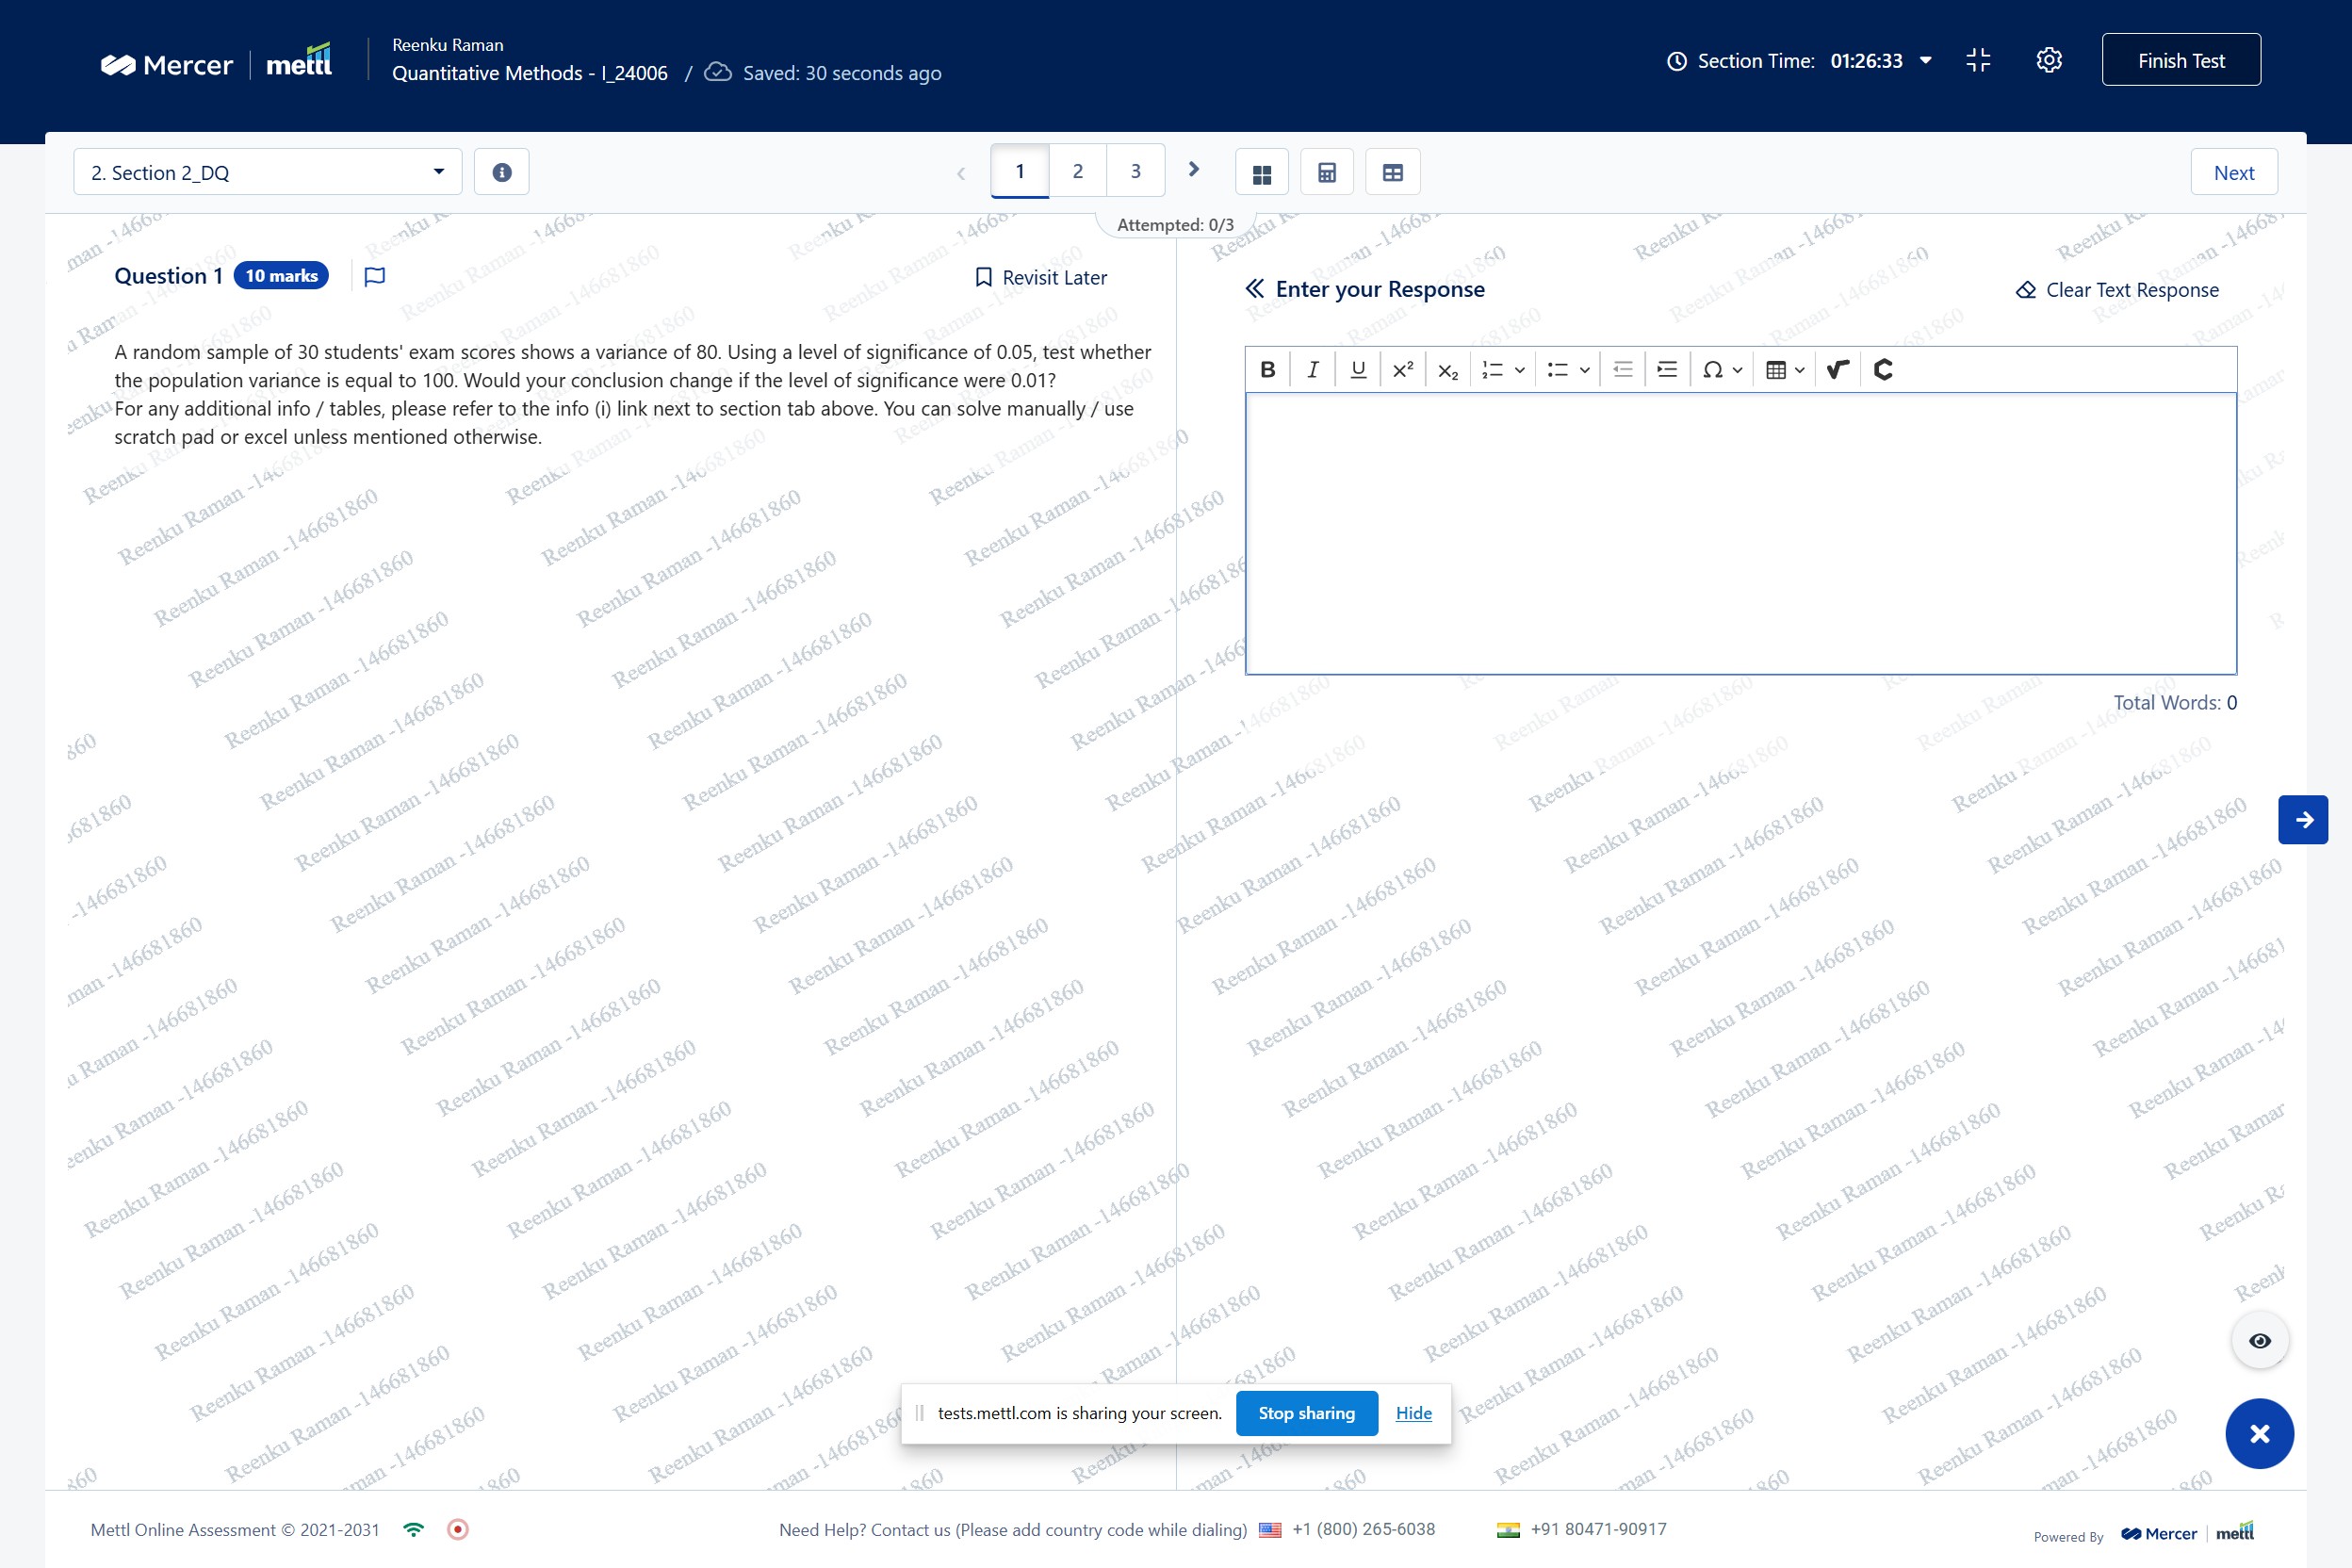 Mercer | mettl
Reenku Raman
Quantitative Methods - I_24006 / Saved: 30 seconds ago
Section Time: 01:26:33
Finish Test
2. Section 2_DQ
1 2 3
Next
Attempted: 0/3
Question 1 10 marks
Revisit Later
A random sample of 30 students' exam scores shows a variance of 80. Using a level of significance of 0.05, test whether
the population variance is equal to 100. Would your conclusion change if the level of significance were 0.01?
For any additional info / tables, please refer to the info (i) link next to section tab above. You can solve manually / use
scratch pad or excel unless mentioned otherwise.
Enter your Response
Clear Text Response
B I U x² x₂ Ω
Total Words: 0
Reenku Raman -146681860
tests.mettl.com is sharing your screen. Stop sharing Hide
Mettl Online Assessment © 2021-2031
Need Help? Contact us (Please add country code while dialing) +1 (800) 265-6038 +91 80471-90917
Powered By Mercer | mettl